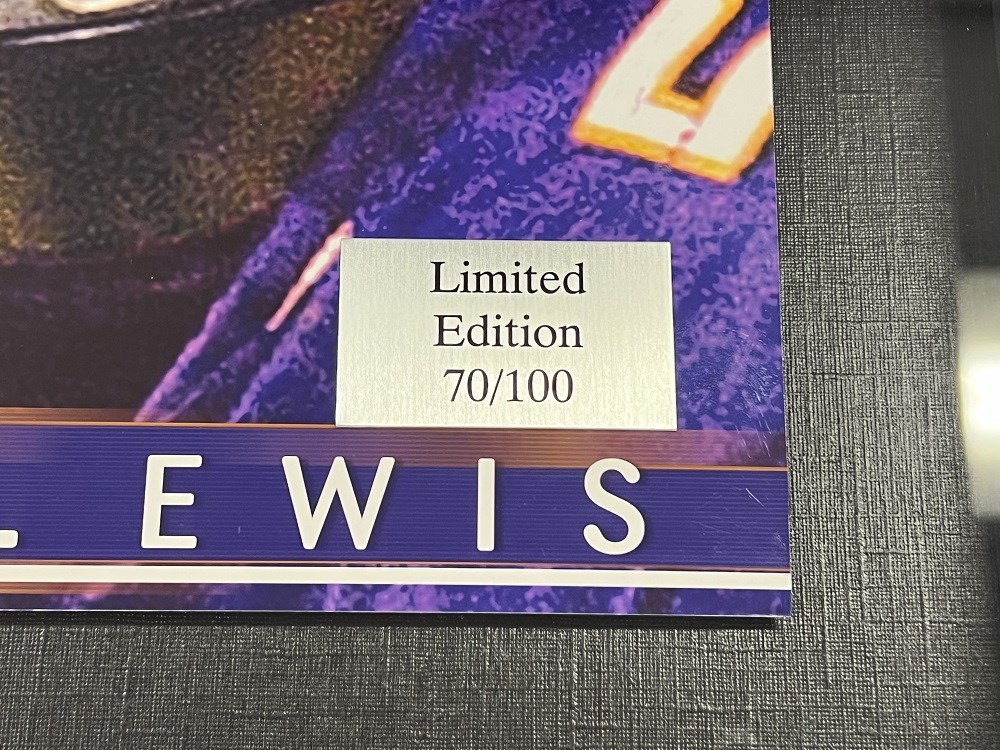 Limited
Edition
70/100
LEWIS